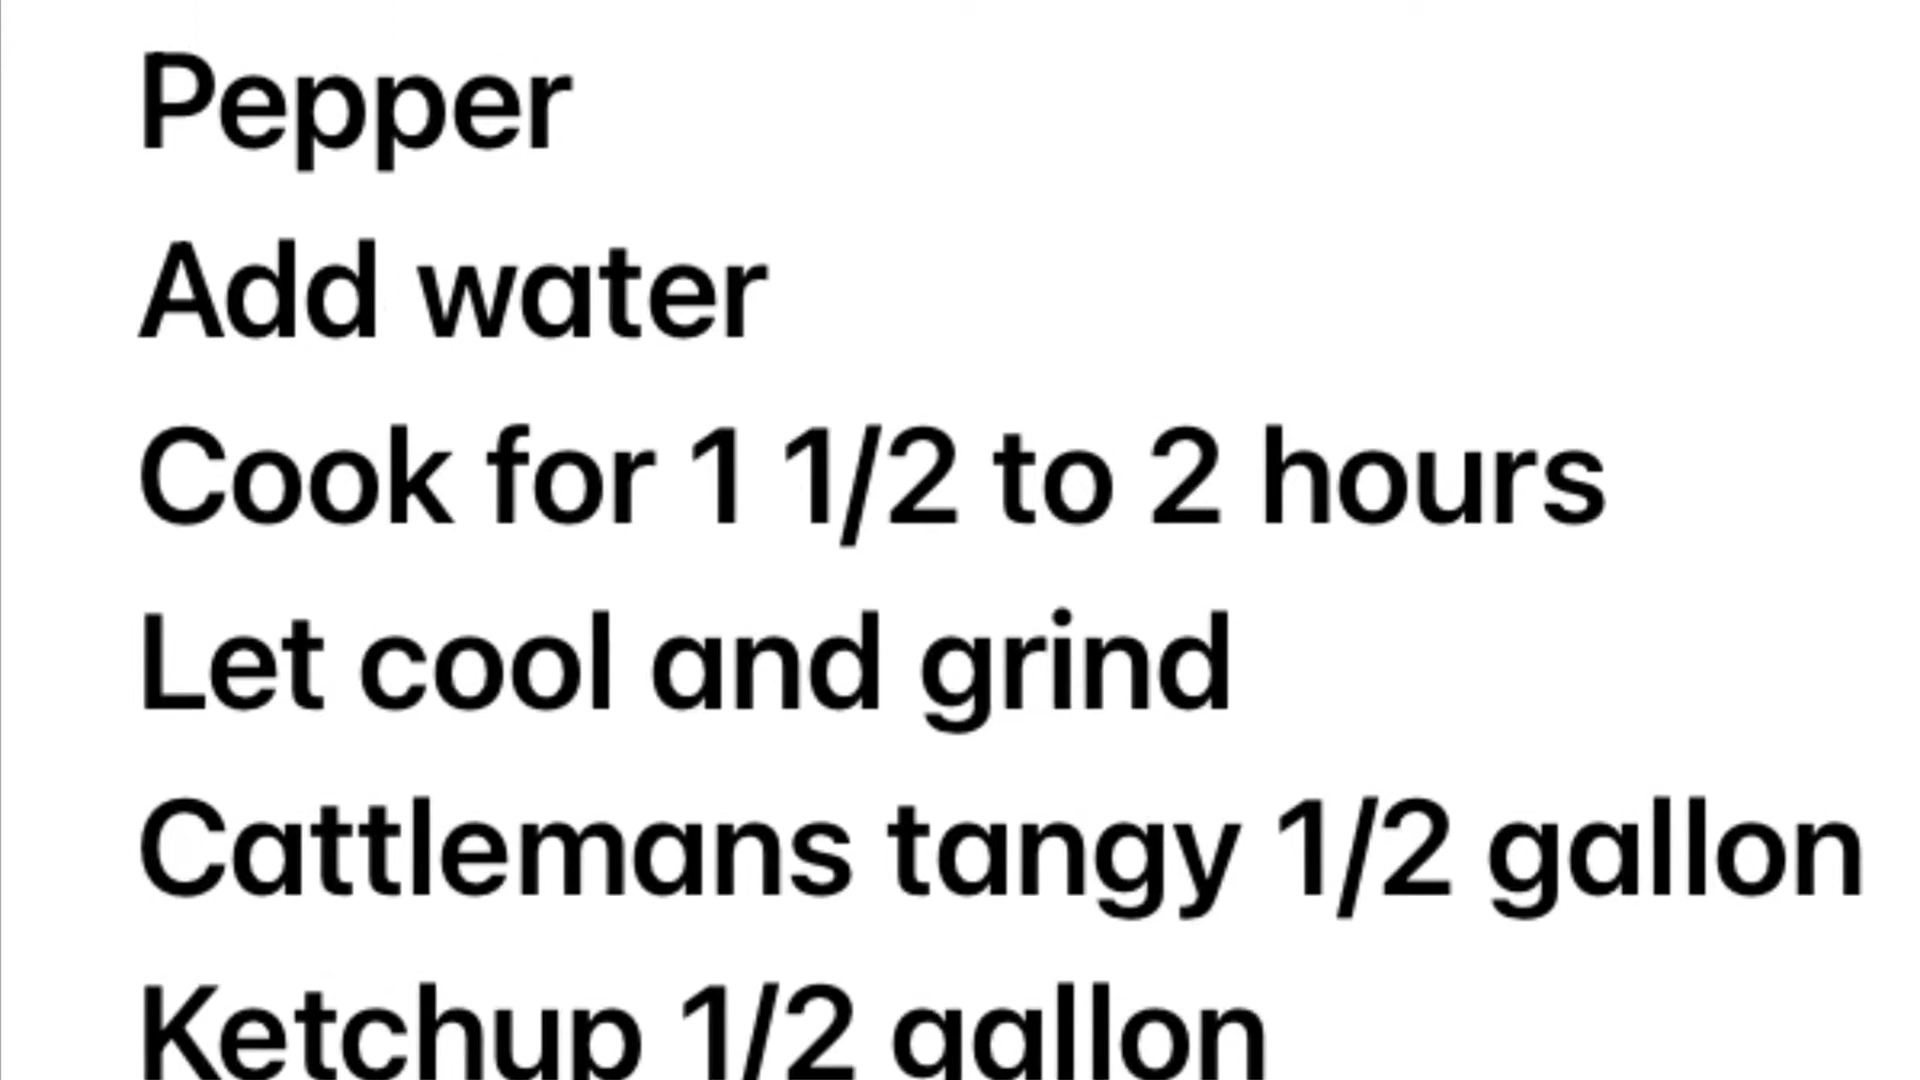 Pepper
Add water
Cook for 1 1/2 to 2 hours
Let cool and grind
Cattlemans tangy 1/2 gallon
Ketchup 1/2 gallon